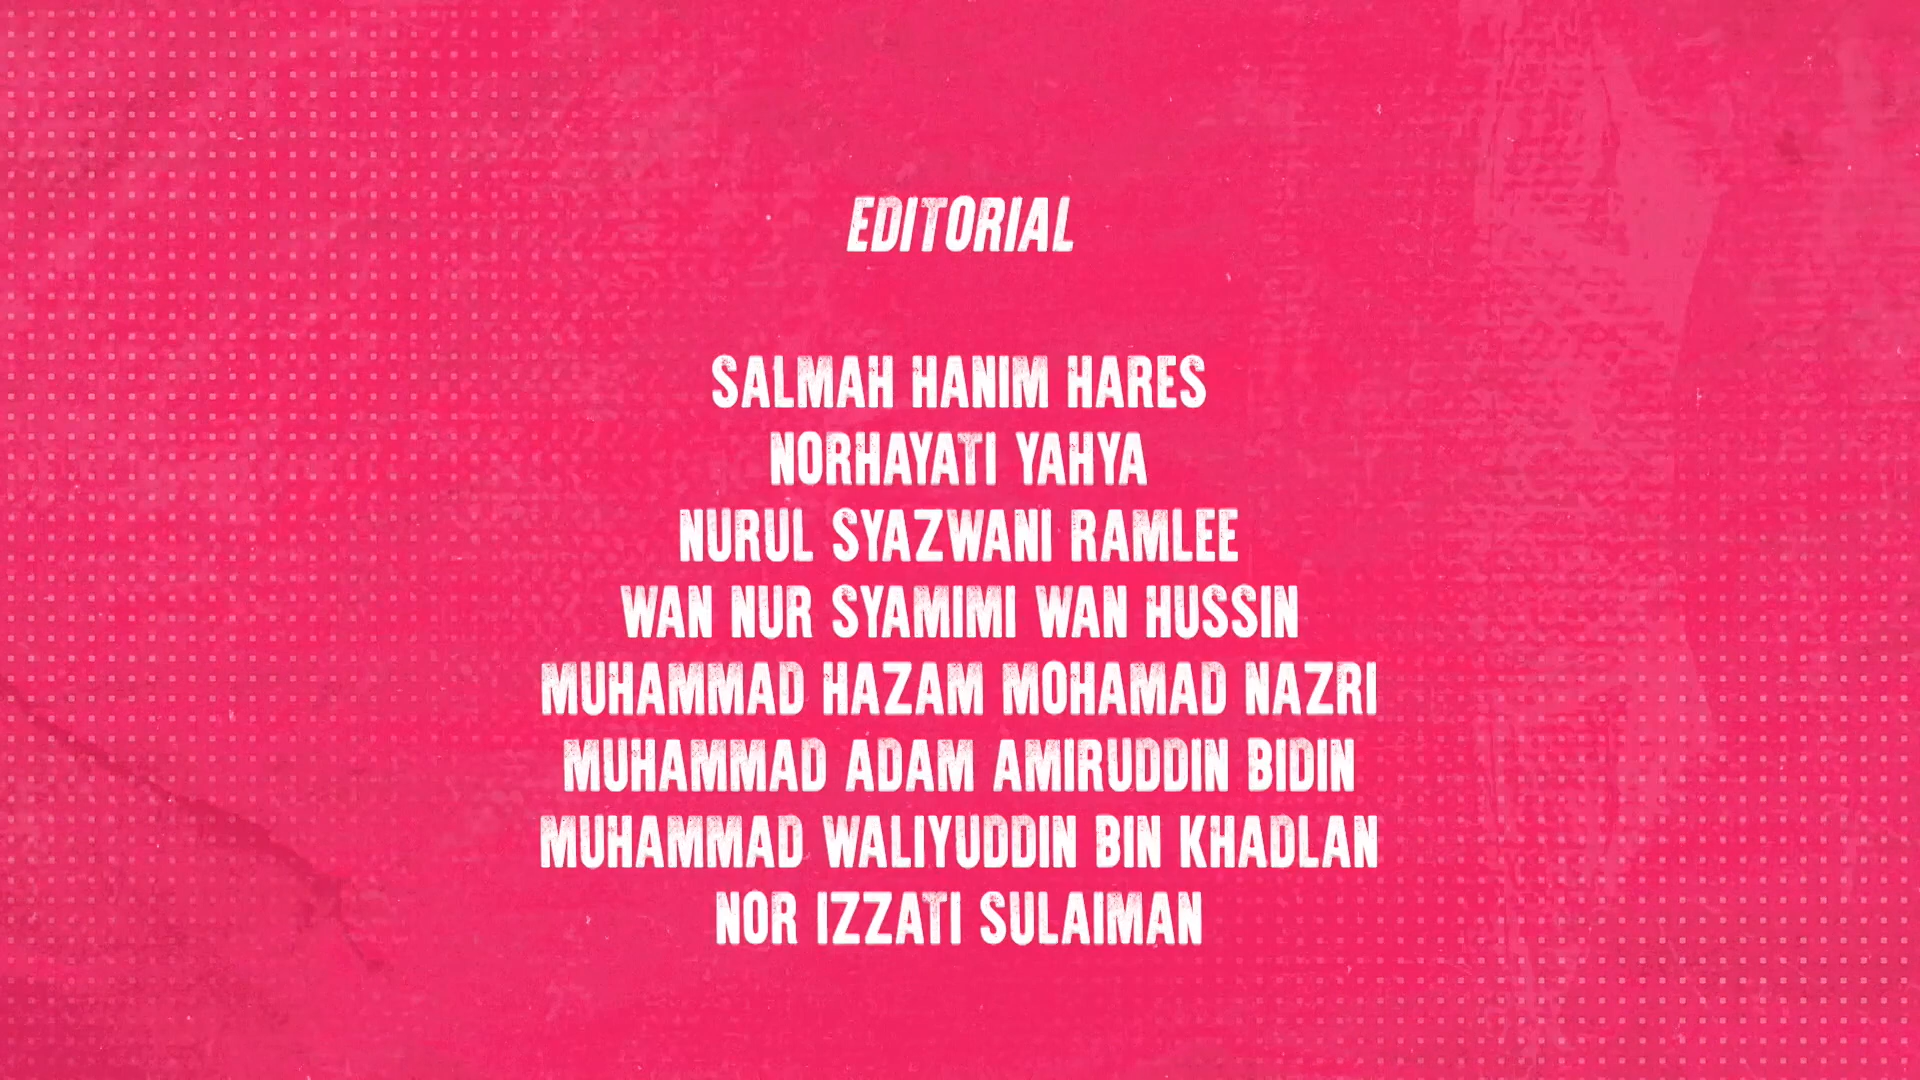 EDITORIAL
SALMAH HANIM HARES
NORHAYATI YAHYA
NURUL SYAZWANI RAMLEE
WAN NUR SYAMIMI WAN HUSSIN
MUHAMMAD HAZAM MOHAMAD NAZRI
MUHAMMAD ADAM AMIRUDDIN BIDIN
MUHAMMAD WALIYUDDIN BIN KHADLAN
NOR IZZATI SULAIMAN